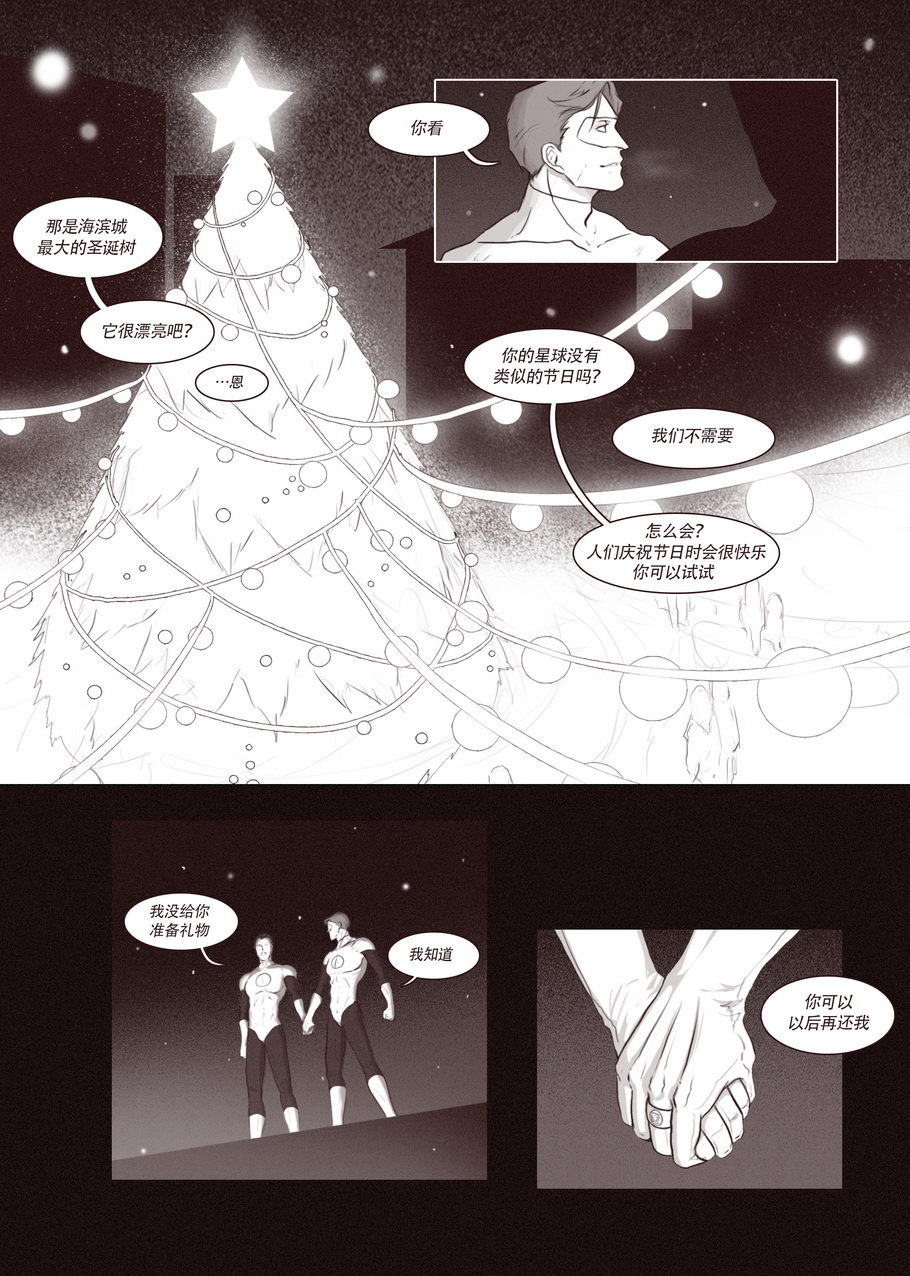 你看
那是海滨城
最大的圣诞树
它很漂亮吧?
…恩
你的星球没有
类似的节日吗?
我们不需要
怎么会?
人们庆祝节日时会很快乐
你可以试试
我没给你
准备礼物
我知道
你可以
以后再还我